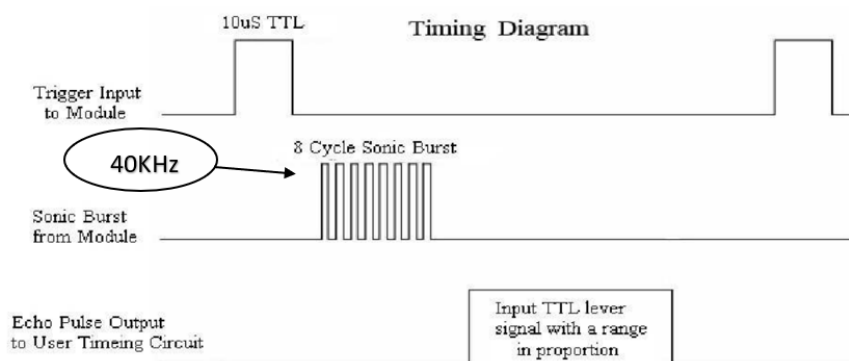 10uS TTL
Timing Diagram
Trigger Input
to Module
40KHz
8 Cycle Sonic Burst
Sonic Burst
from Module
Echo Pulse Output
to User Timeing Circuit
Input TTL lever
signal with a range
in proportion